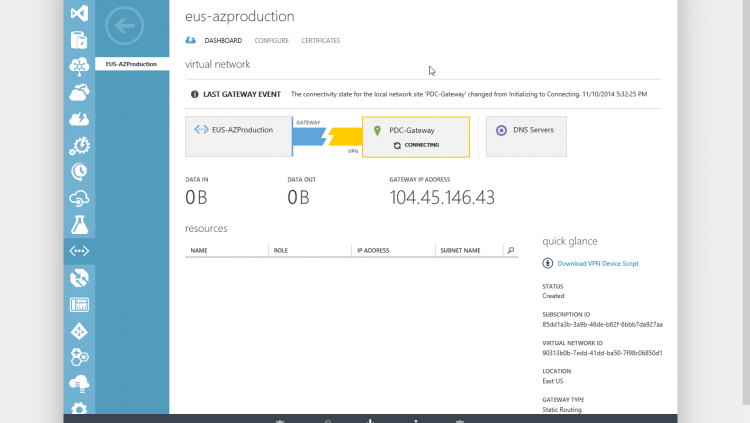 eus-azproduction
DASHBOARD CONFIGURE CERTIFICATES
EUS-AZProduction
virtual network
LAST GATEWAY EVENT The connectivity state for the local network site 'PDC-Gateway' changed from Initializing to Connecting. 11/10/2014 5:32:25 PM
EUS-AZProduction
GATEWAY
VPN
PDC-Gateway
CONNECTING
DNS Servers
DATA IN DATA OUT GATEWAY IP ADDRESS
0 B 0 B 104.45.146.43
resources
NAME ROLE IP ADDRESS SUBNET NAME
quick glance
Download VPN Device Script
STATUS
Created
SUBSCRIPTION ID
85dd1a3b-3a9b-46de-b62f-6bbb7da927aa
VIRTUAL NETWORK ID
90313b0b-7edd-41dd-ba50-7f98c06850d1
LOCATION
East US
GATEWAY TYPE
Static Routing